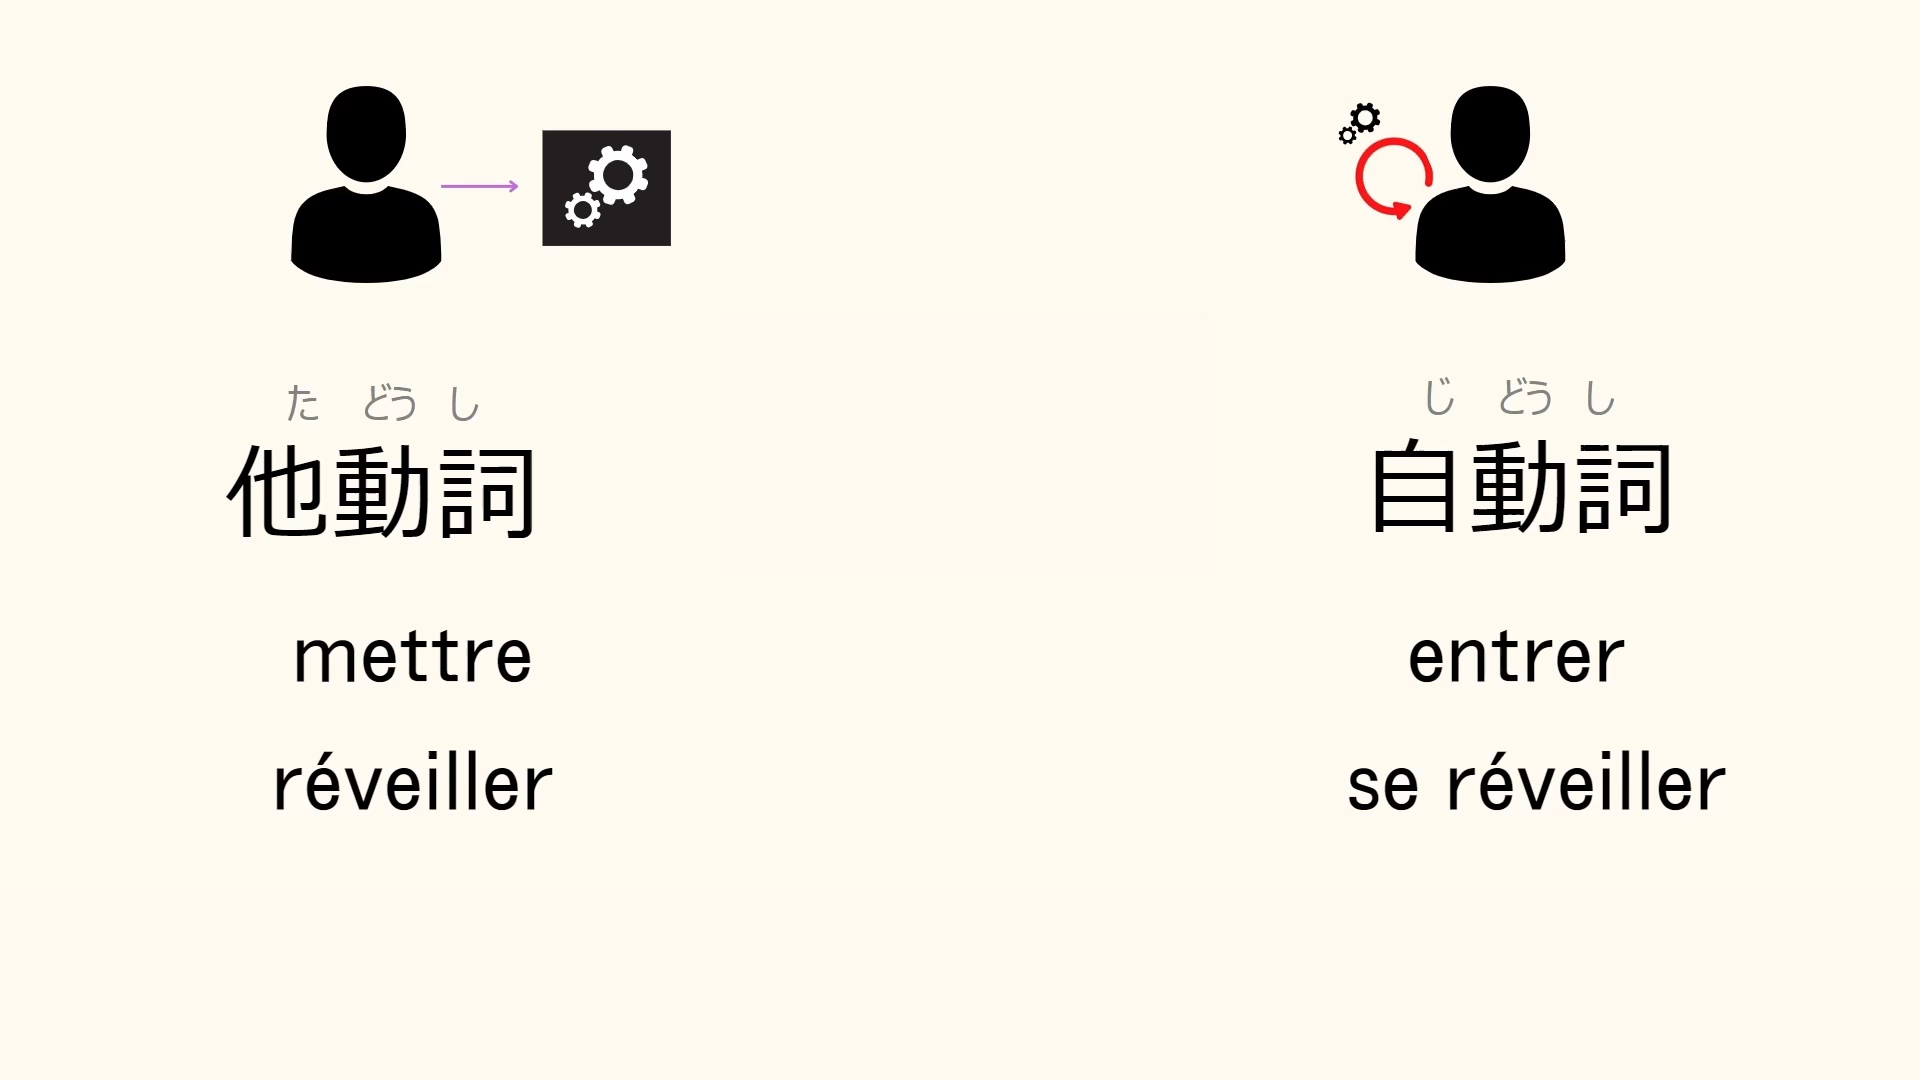 た どう し
他動詞
mettre
réveiller
じ どう し
自動詞
entrer
se réveiller